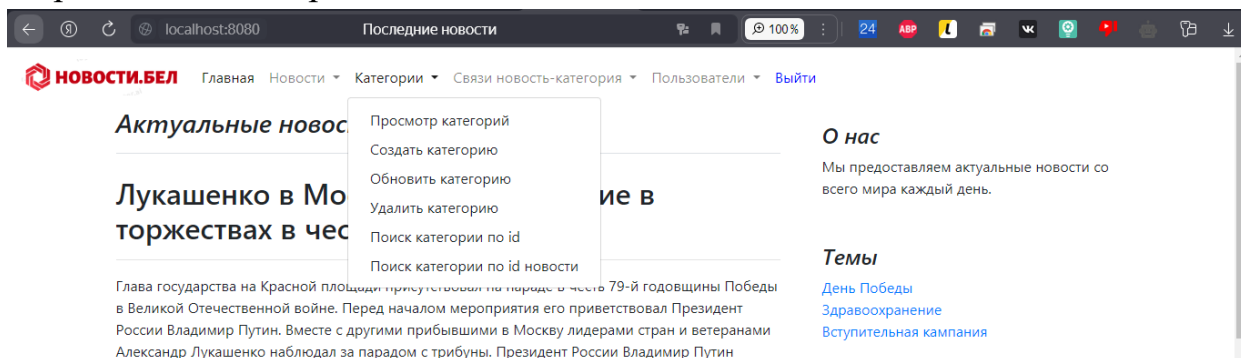 localhost:8080 Последние новости 100% 24 ABP
НОВОСТИ.БЕЛ Главная Новости Категории Связи новость-категория Пользователи Выйти
Просмотр категорий
Создать категорию
Обновить категорию
Удалить категорию
Поиск категории по id
Поиск категории по id новости
Актуальные новос
Лукашенко в Мо ие в
торжествах в чес
Глава государства на Красной площади присутствовал на параде в честь 79-й годовщины Победы
в Великой Отечественной войне. Перед началом мероприятия его приветствовал Президент
России Владимир Путин. Вместе с другими прибывшими в Москву лидерами стран и ветеранами
Александр Лукашенко наблюдал за парадом с трибуны. Президент России Владимир Путин
О нас
Мы предоставляем актуальные новости со
всего мира каждый день.
Темы
День Победы
Здравоохранение
Вступительная кампания